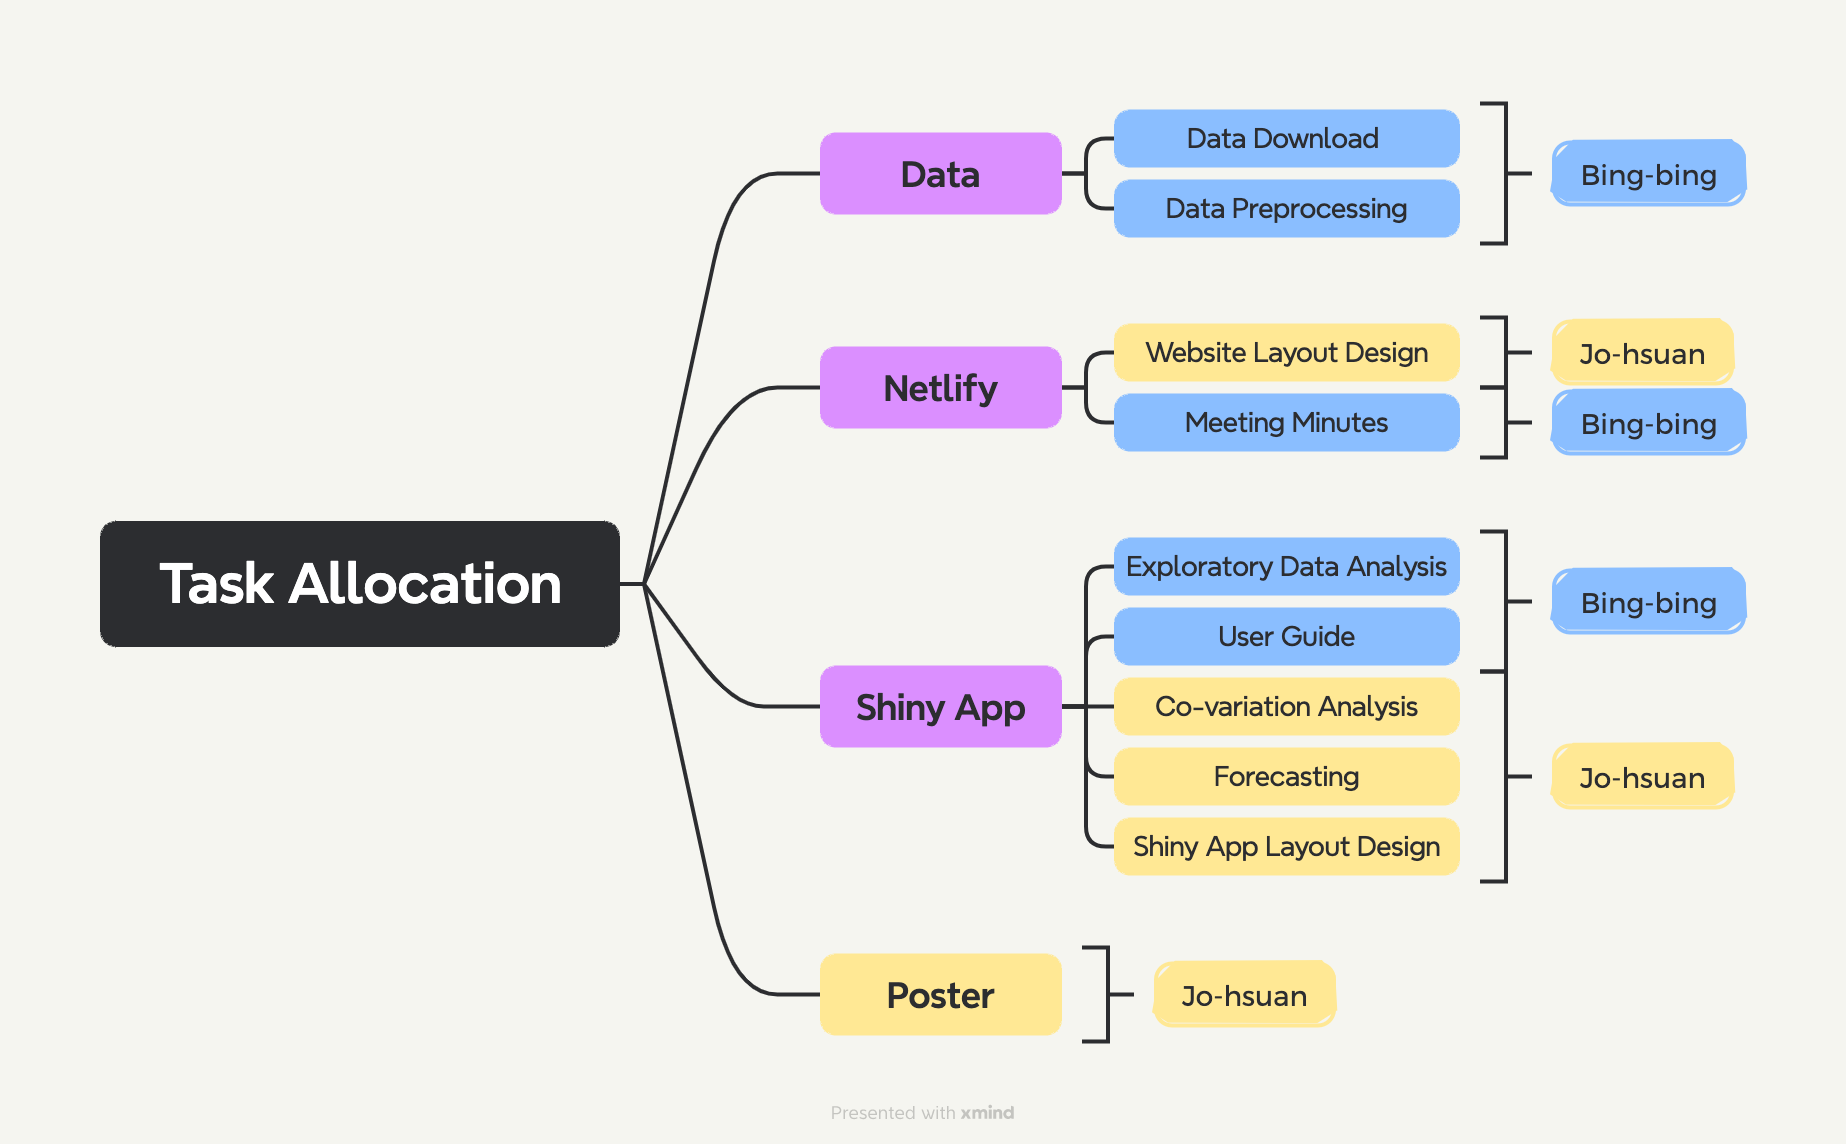 Task Allocation
Data
Data Download
Data Preprocessing
Bing-bing
Netlify
Website Layout Design
Jo-hsuan
Meeting Minutes
Bing-bing
Shiny App
Exploratory Data Analysis
User Guide
Bing-bing
Co-variation Analysis
Forecasting
Shiny App Layout Design
Jo-hsuan
Poster
Jo-hsuan
Presented with xmind